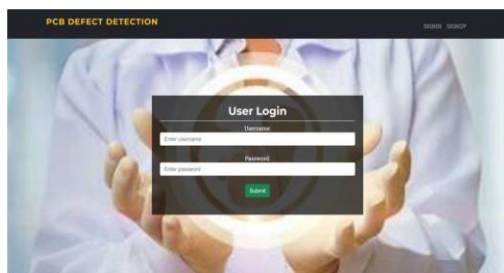 PCB DEFECT DETECTION
SIGNIN SIGNUP
User Login
Username
Enter username
Password
Enter password
Submit